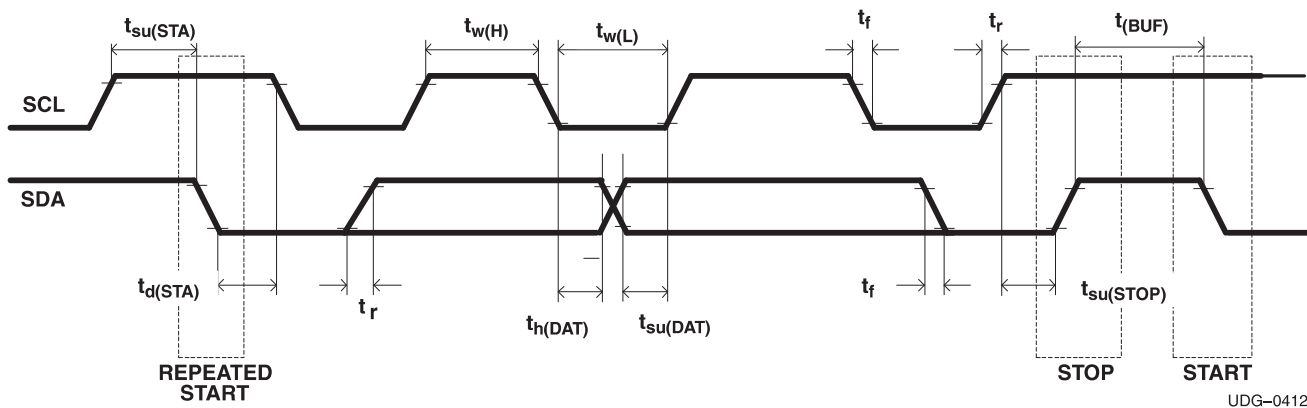 tsu(STA)
tw(H)
tw(L)
tf
tr
t(BUF)
SCL
SDA
td(STA)
tr
th(DAT)
tsu(DAT)
tf
tsu(STOP)
REPEATED
START
STOP
START
UDG–0412